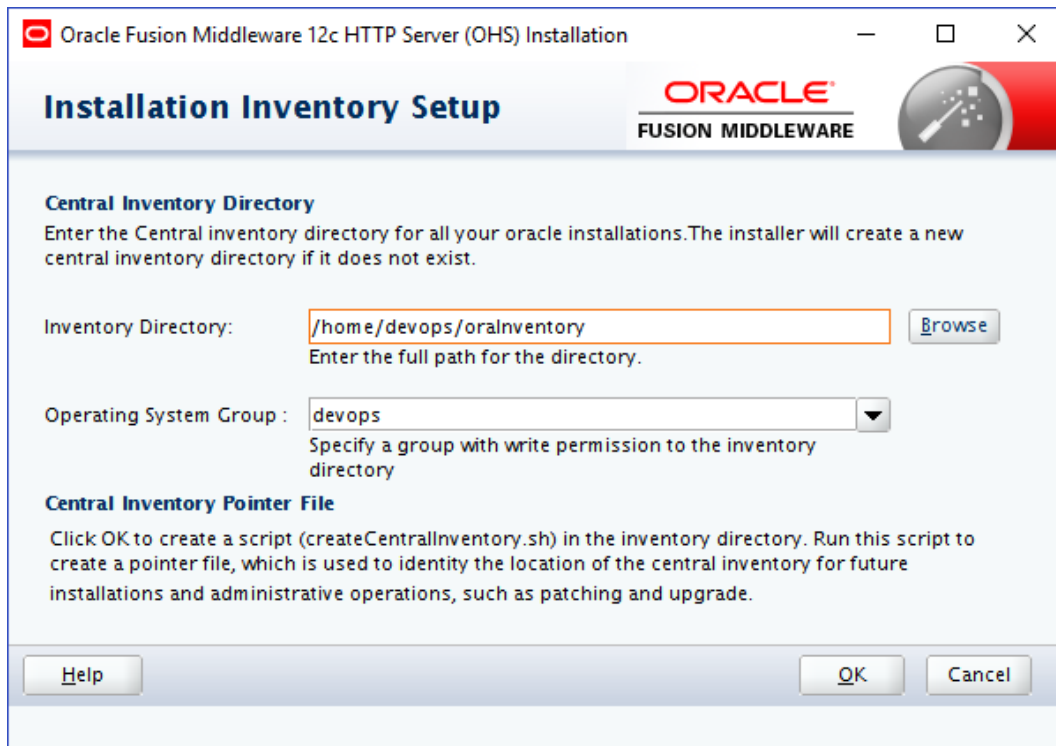 Oracle Fusion Middleware 12c HTTP Server (OHS) Installation
Installation Inventory Setup
ORACLE®
FUSION MIDDLEWARE
Central Inventory Directory
Enter the Central inventory directory for all your oracle installations.The installer will create a new
central inventory directory if it does not exist.
Inventory Directory:
/home/devops/oraInventory
Browse
Enter the full path for the directory.
Operating System Group :
devops
Specify a group with write permission to the inventory
directory
Central Inventory Pointer File
Click OK to create a script (createCentralInventory.sh) in the inventory directory. Run this script to
create a pointer file, which is used to identity the location of the central inventory for future
installations and administrative operations, such as patching and upgrade.
Help
OK
Cancel